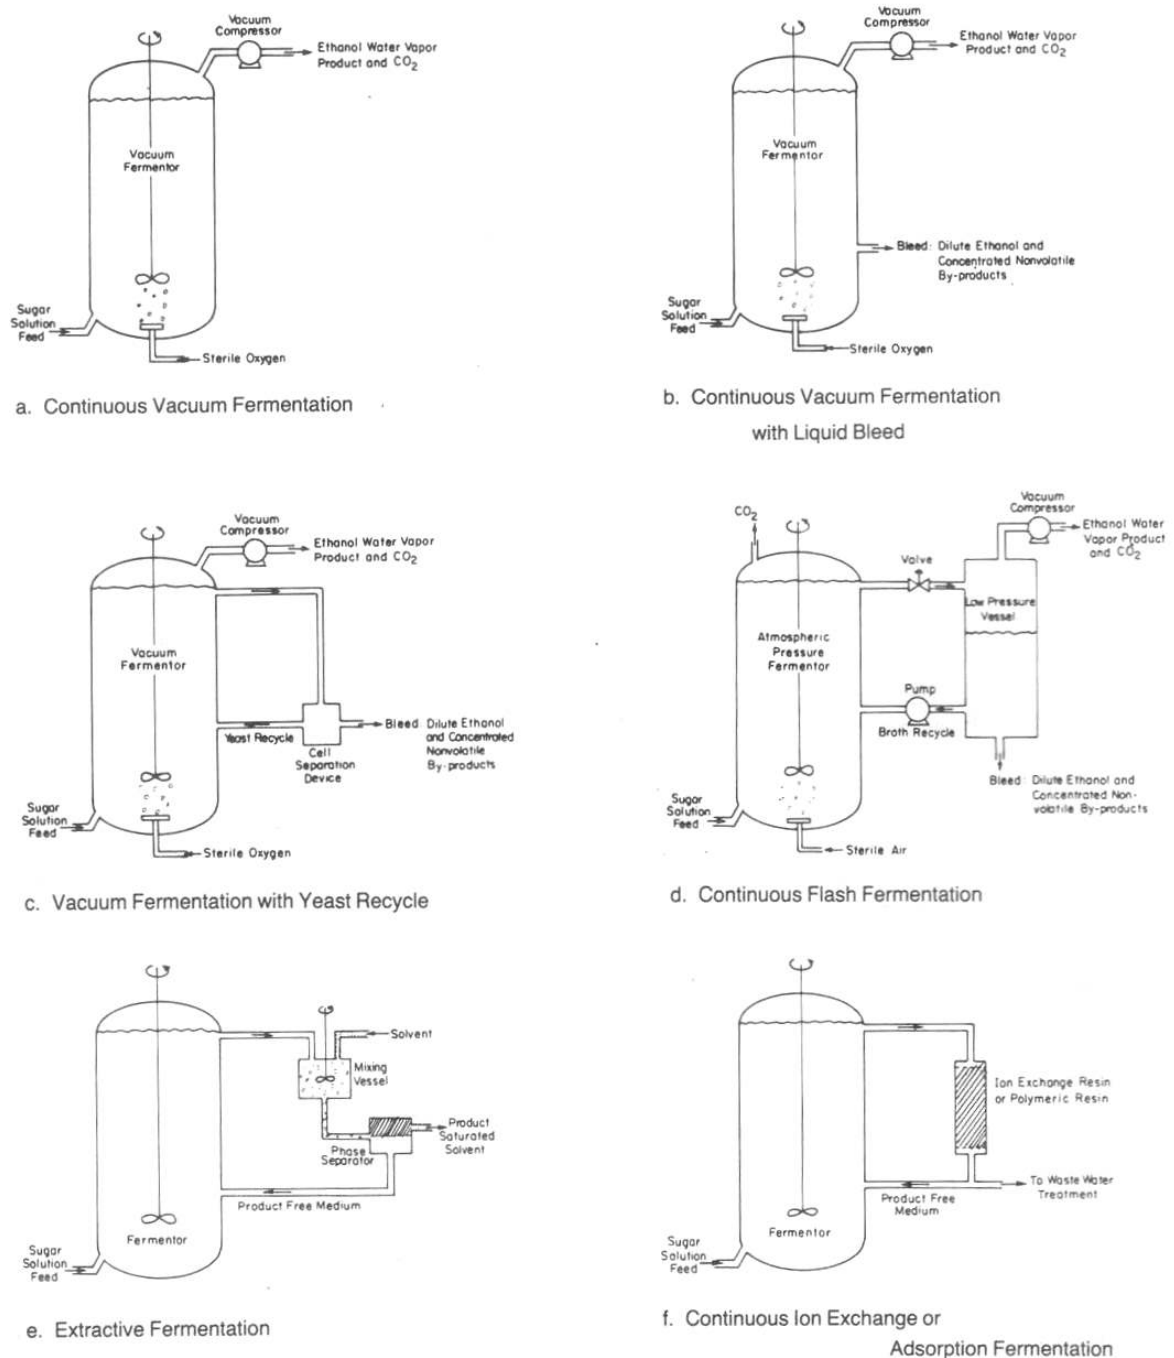 Vacuum
Compressor
Ethanol Water Vapor
Product and CO2
Vacuum
Fermentor
Sugar
Solution
Feed
Sterile Oxygen
a. Continuous Vacuum Fermentation
Vacuum
Compressor
Ethanol Water Vapor
Product and CO2
Vacuum
Fermentor
Bleed: Dilute Ethanol and
Concentrated Nonvolatile
By-products
Sugar
Solution
Feed
Sterile Oxygen
b. Continuous Vacuum Fermentation
with Liquid Bleed
Vacuum
Compressor
Ethanol Water Vapor
Product and CO2
Vacuum
Fermentor
Yeast Recycle
Cell
Separation
Device
Bleed Dilute Ethanol
and Concentrated
Nonvolatile
By-products
Sugar
Solution
Feed
Sterile Oxygen
c. Vacuum Fermentation with Yeast Recycle
CO2
Vacuum
Compressor
Ethanol Water
Vapor Product
and CO2
Valve
Low Pressure
Vessel
Atmospheric
Pressure
Fermentor
Pump
Broth Recycle
Bleed: Dilute Ethanol and
Concentrated Non-
volatile By-products
Sugar
Solution
Feed
Sterile Air
d. Continuous Flash Fermentation
Solvent
Mixing
Vessel
Product
Saturated
Solvent
Phase
Separator
Product Free Medium
Fermentor
Sugar
Solution
Feed
e. Extractive Fermentation
Ion Exchange Resin
or Polymeric Resin
To Waste Water
Treatment
Product Free
Medium
Fermentor
Sugar
Solution
Feed
f. Continuous Ion Exchange or
Adsorption Fermentation